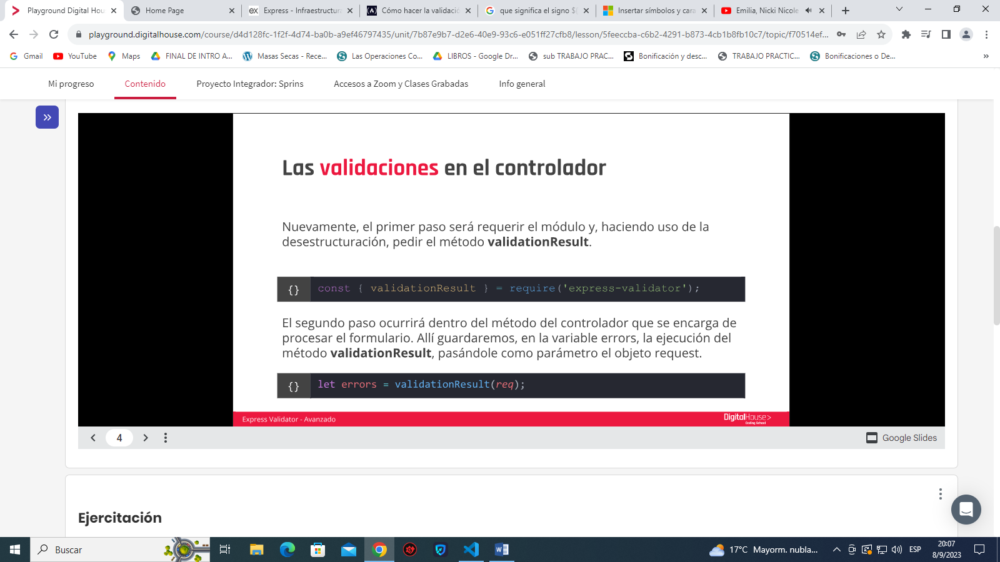 Playground Digital Hou
Home Page
Express - Infraestructura
Cómo hacer la validació
que significa el signo $(
Insertar símbolos y cara
Emilia, Nicki Nicole
playground.digitalhouse.com/course/d4d128fc-1f2f-4d74-ba0b-a9ef46797435/unit/7b87e9b7-d2e6-40e9-93c6-e051ff27cfb8/lesson/5feeccba-c6b2-4291-b873-4cb1b8fb10c7/topic/f70514ef...
Gmail
YouTube
Maps
FINAL DE INTRO A...
Masas Secas - Rece...
Las Operaciones Co...
LIBROS - Google Dr...
sub TRABAJO PRAC...
Bonificación y desc...
TRABAJO PRACTIC...
Bonificaciones o De...
Mi progreso
Contenido
Proyecto Integrador: Sprins
Accesos a Zoom y Clases Grabadas
Info general
Las validaciones en el controlador
Nuevamente, el primer paso será requerir el módulo y, haciendo uso de la
desestructuración, pedir el método validationResult.
{} const { validationResult } = require('express-validator');
El segundo paso ocurrirá dentro del método del controlador que se encarga de
procesar el formulario. Allí guardaremos, en la variable errors, la ejecución del
método validationResult, pasándole como parámetro el objeto request.
{} let errors = validationResult(req);
Express Validator - Avanzado
DigitalHouse>
Coding School
4
Google Slides
Ejercitación
Buscar
17°C Mayorm. nubla...
ESP
20:07
8/9/2023